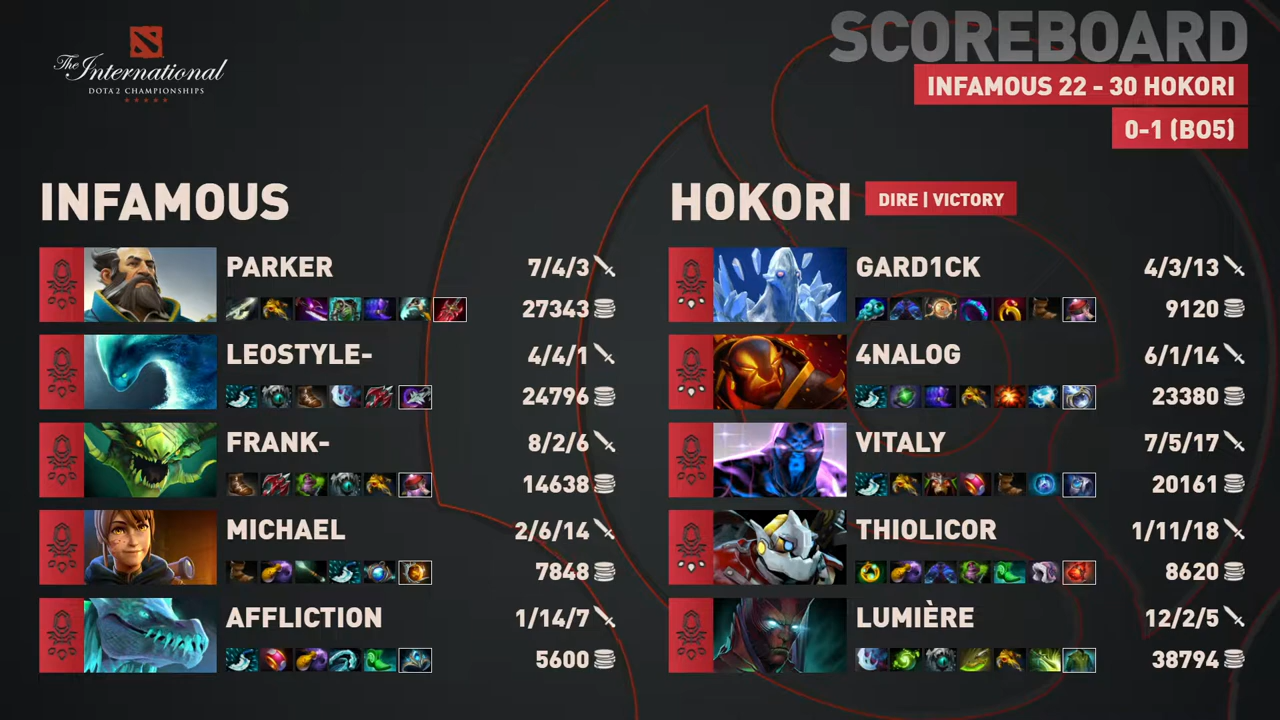 The International
DOTA 2 CHAMPIONSHIPS
SCOREBOARD
INFAMOUS 22 - 30 HOKORI
0-1 (BO5)
INFAMOUS
PARKER 7/4/3
27343
LEOSTYLE- 4/4/1
24796
FRANK- 8/2/6
14638
MICHAEL 2/6/14
7848
AFFLICTION 1/14/7
5600
HOKORI DIRE | VICTORY
GARD1CK 4/3/13
9120
4NALOG 6/1/14
23380
VITALY 7/5/17
20161
THIOLICOR 1/11/18
8620
LUMIÈRE 12/2/5
38794